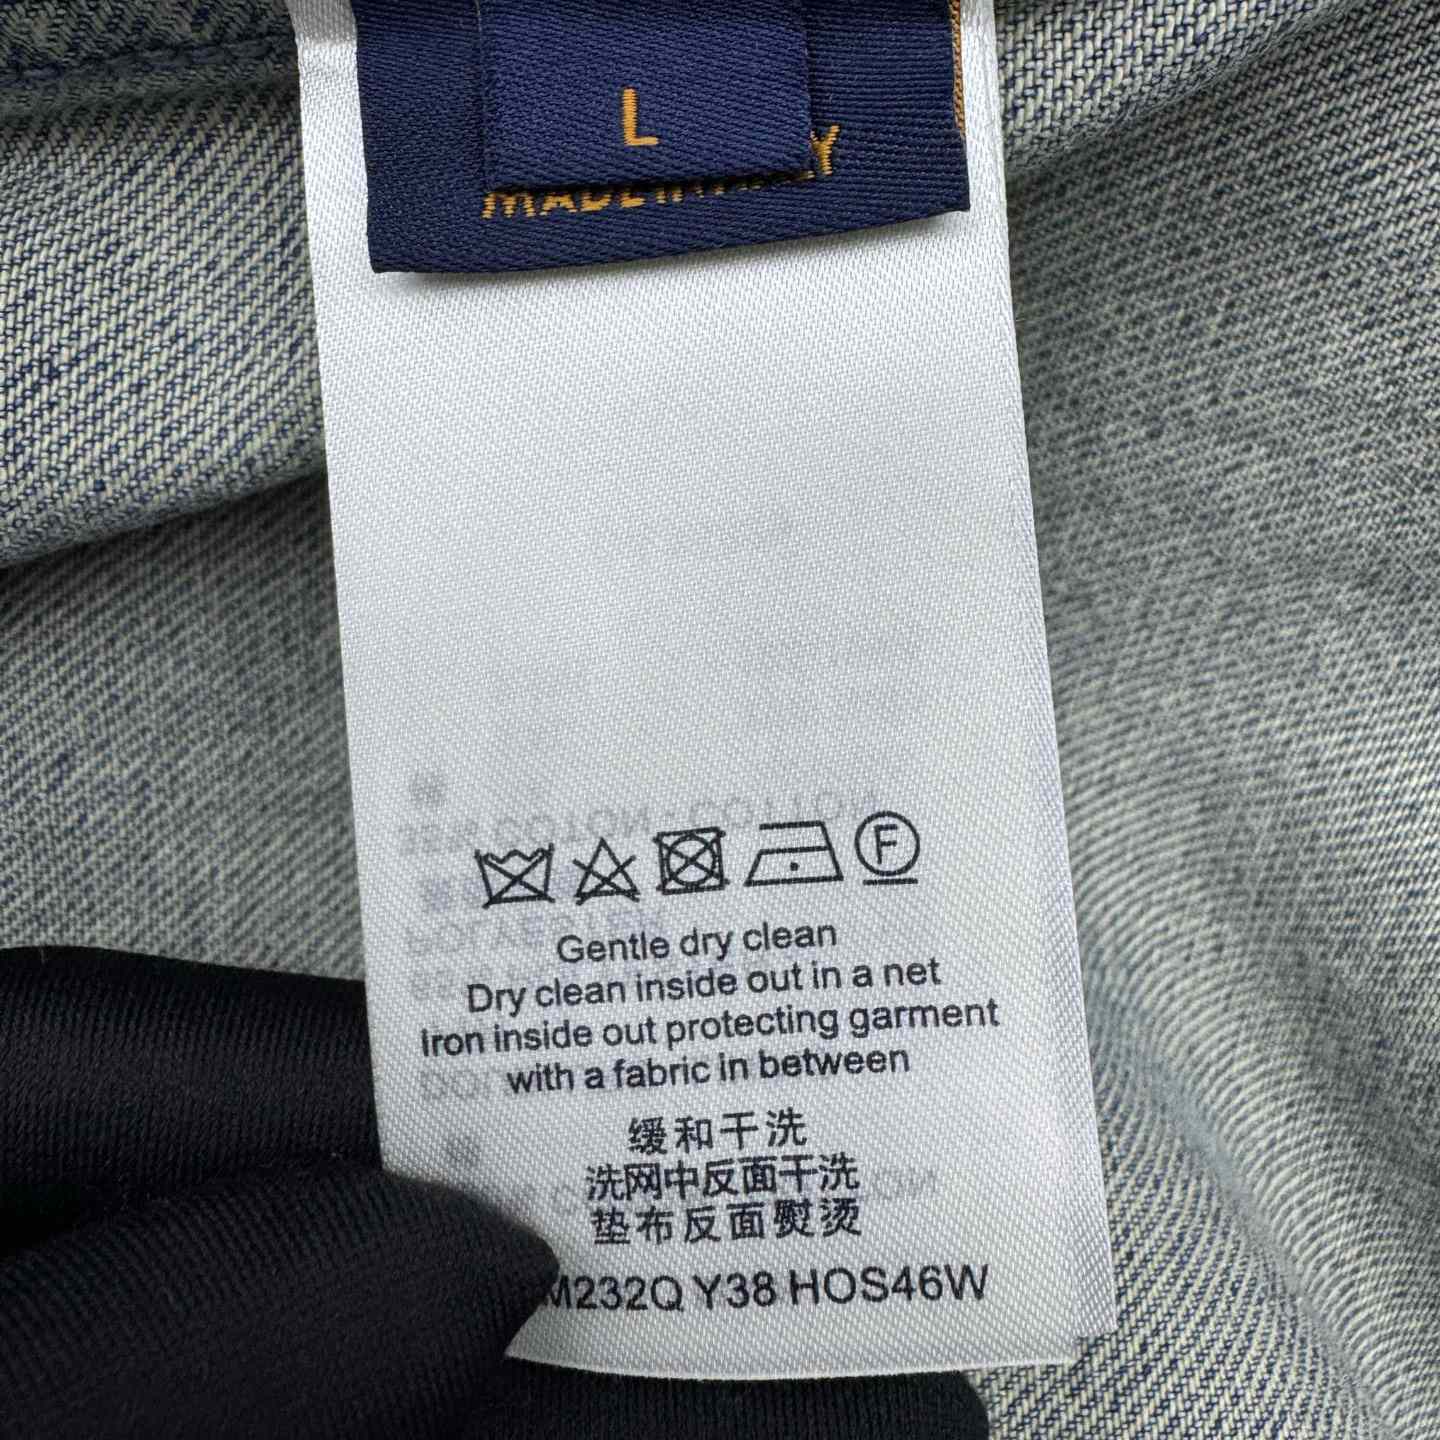 L
MADE IN ITALY
F
Gentle dry clean
Dry clean inside out in a net
Iron inside out protecting garment
with a fabric in between
缓和干洗
洗网中反面干洗
垫布反面熨烫
M232Q Y38 HOS46W